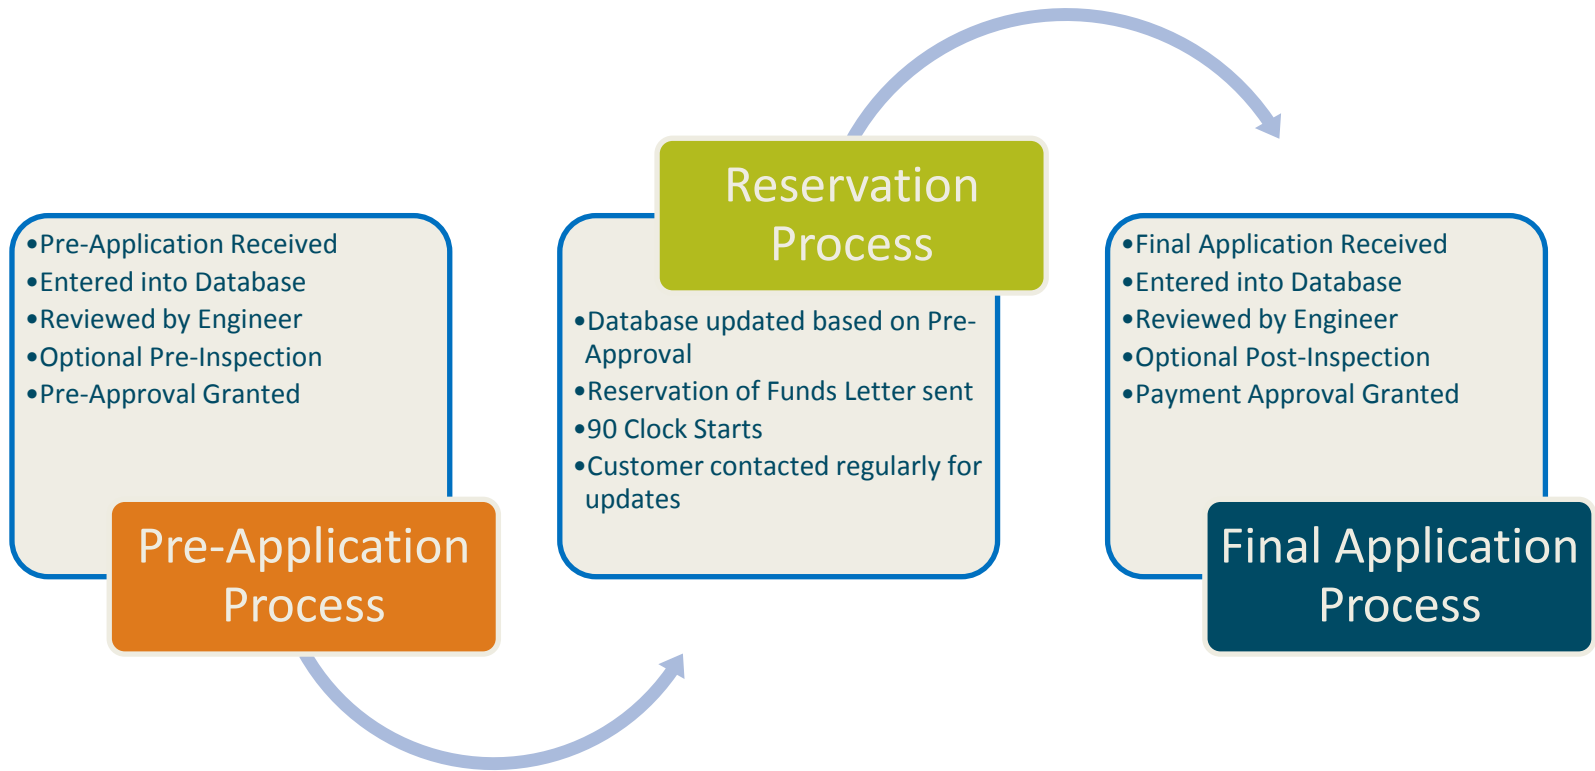 •Pre-Application Received
•Entered into Database
•Reviewed by Engineer
•Optional Pre-Inspection
•Pre-Approval Granted
Pre-Application
Process
Reservation
Process
•Database updated based on Pre-
Approval
•Reservation of Funds Letter sent
•90 Clock Starts
•Customer contacted regularly for
updates
•Final Application Received
•Entered into Database
•Reviewed by Engineer
•Optional Post-Inspection
•Payment Approval Granted
Final Application
Process